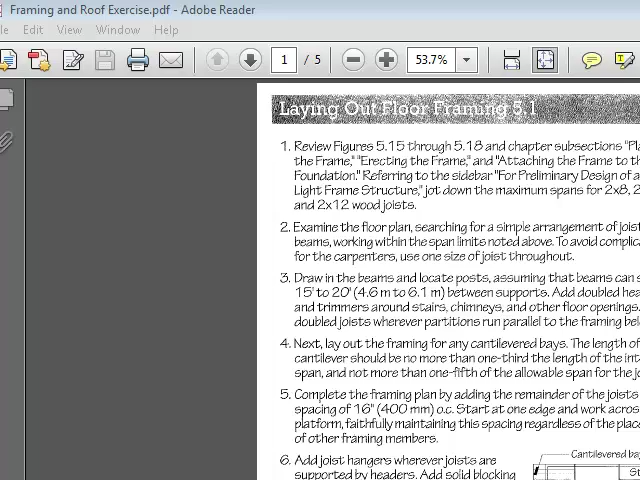 Framing and Roof Exercise.pdf - Adobe Reader
Edit View Window Help
1 / 5 53.7%
Laying Out Floor Framing 5.1
1. Review Figures 5.15 through 5.18 and chapter subsections "Pla
the Frame," "Erecting the Frame," and "Attaching the Frame to th
Foundation." Referring to the sidebar "For Preliminary Design of a
Light Frame Structure," jot down the maximum spans for 2x8, 2
and 2x12 wood joists.
2. Examine the floor plan, searching for a simple arrangement of joist
beams, working within the span limits noted above. To avoid complic
for the carpenters, use one size of joist throughout.
3. Draw in the beams and locate posts, assuming that beams can s
15' to 20' (4.6 m to 6.1 m) between supports. Add doubled hea
and trimmers around stairs, chimneys, and other floor openings.
doubled joists wherever partitions run parallel to the framing bel
4. Next, lay out the framing for any cantilevered bays. The length of
cantilever should be no more than one-third the length of the int
span, and not more than one-fifth of the allowable span for the jo
5. Complete the framing plan by adding the remainder of the joists
spacing of 16" (400 mm) o.c. Start at one edge and work across
platform, faithfully maintaining this spacing regardless of the place
of other framing members.
6. Add joist hangers wherever joists are
supported by headers. Add solid blocking
Cantilevered bay
St